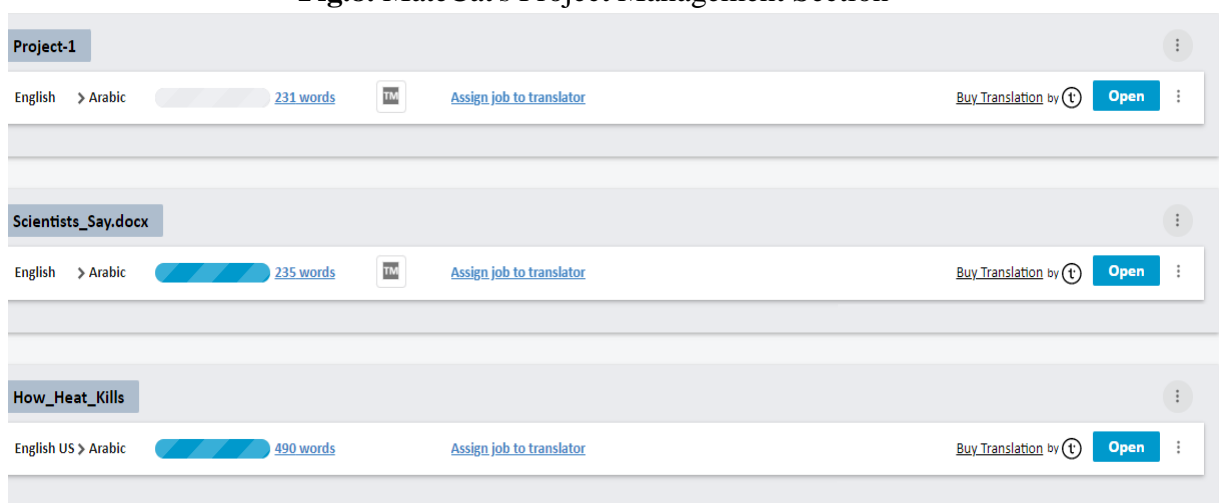 Project-1
English > Arabic 231 words TM Assign job to translator Buy Translation by t Open
Scientists_Say.docx
English > Arabic 235 words TM Assign job to translator Buy Translation by t Open
How_Heat_Kills
English US > Arabic 490 words Assign job to translator Buy Translation by t Open